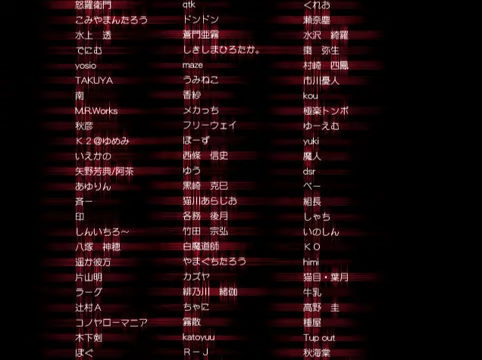 怒羅衛門
qtk
くれお
こみやまんたろう
ドンドン
瀬奈塵
水上　透
蒼門亜霧
水沢　綺羅
でにむ
しきしまひろたか。
南　弥生
yosio
maze
村崎　四鳳
TAKUYA
うみねこ
市川憂人
南
香紗
kou
M.R.Works
メカっち
極楽トンボ
秋彦
フリーウェイ
ゆーえむ
Ｋ２＠ゆめみ
ぼーず
yuki
いえかの
西條　信史
魔人
矢野芳典/阿茶
ゆう
dsr
あゆりん
黒崎　克巳
ぺー
斉一
猫川あらじお
組長
印
各務　後月
しゃち
しんいちろ～
竹田　宗弘
いのしん
八塚　神穂
白魔道師
ＫＯ
遥か彼方
やまぐちたろう
himi
片山明
カズヤ
猫目・葉月
ラーグ
緋乃川　緒伽
牛乳
辻村Ａ
ちゃに
高野　圭
コノヤローマニア
霧散
種屋
木下剣
katoyuu
Tup out
ぽぐ
Ｒ－Ｊ
秋海棠